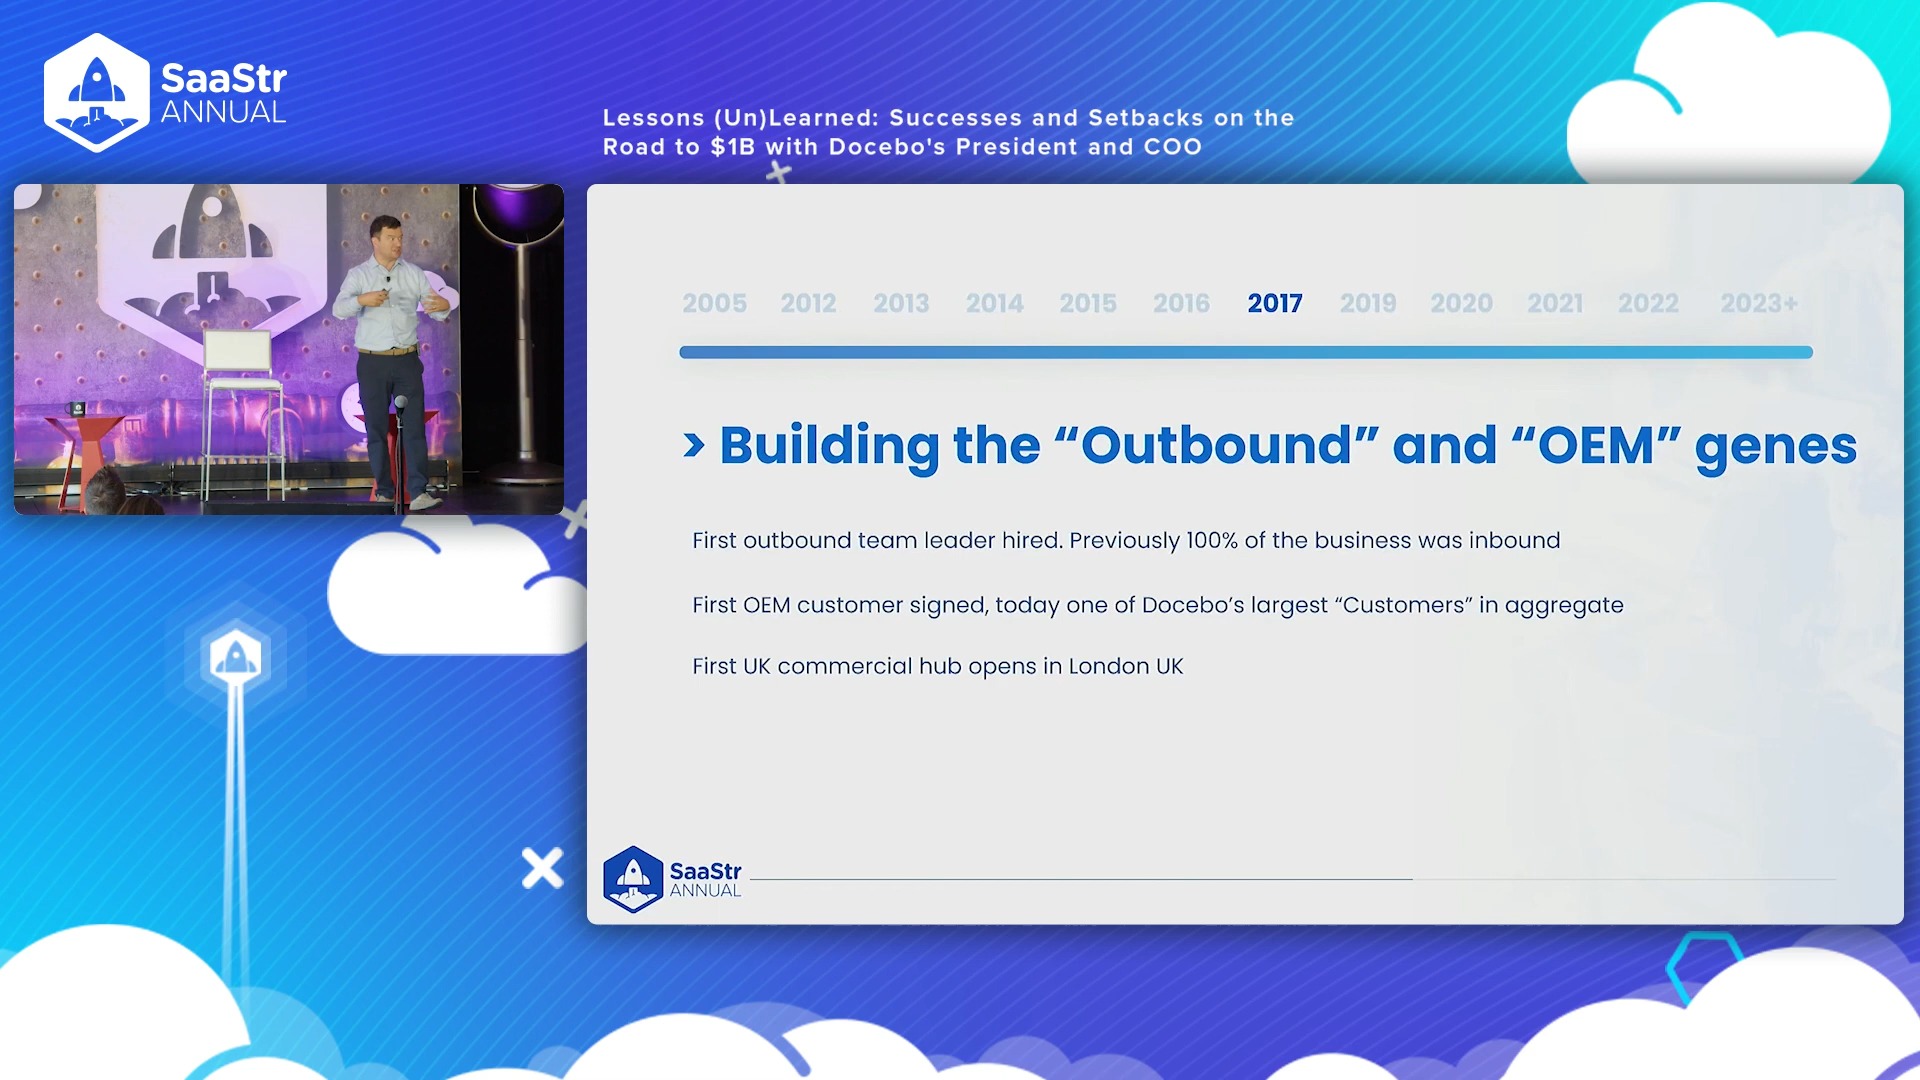 SaaStr
ANNUAL
Lessons (Un)Learned: Successes and Setbacks on the
Road to $1B with Docebo's President and COO
2005 2012 2013 2014 2015 2016 2017 2019 2020 2021 2022 2023+
> Building the “Outbound” and “OEM” genes
First outbound team leader hired. Previously 100% of the business was inbound
First OEM customer signed, today one of Docebo’s largest “Customers” in aggregate
First UK commercial hub opens in London UK
SaaStr
ANNUAL